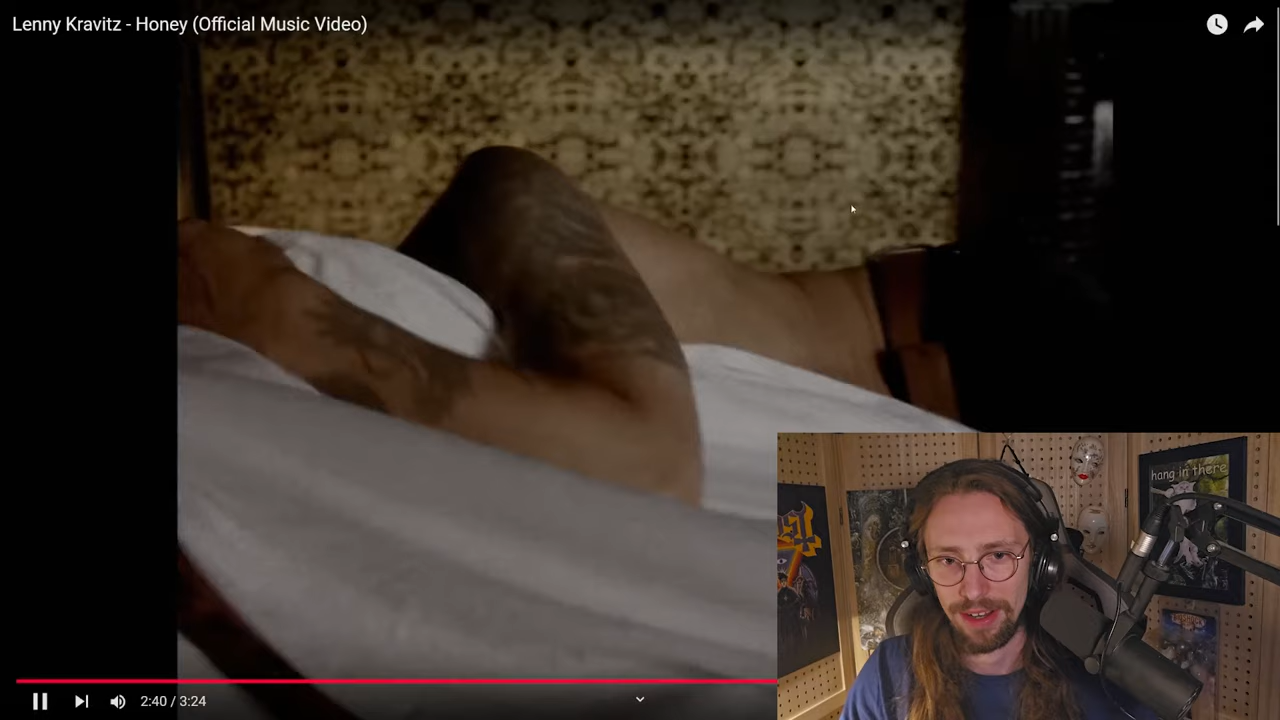 Lenny Kravitz - Honey (Official Music Video)
hang in there
2:40 / 3:24